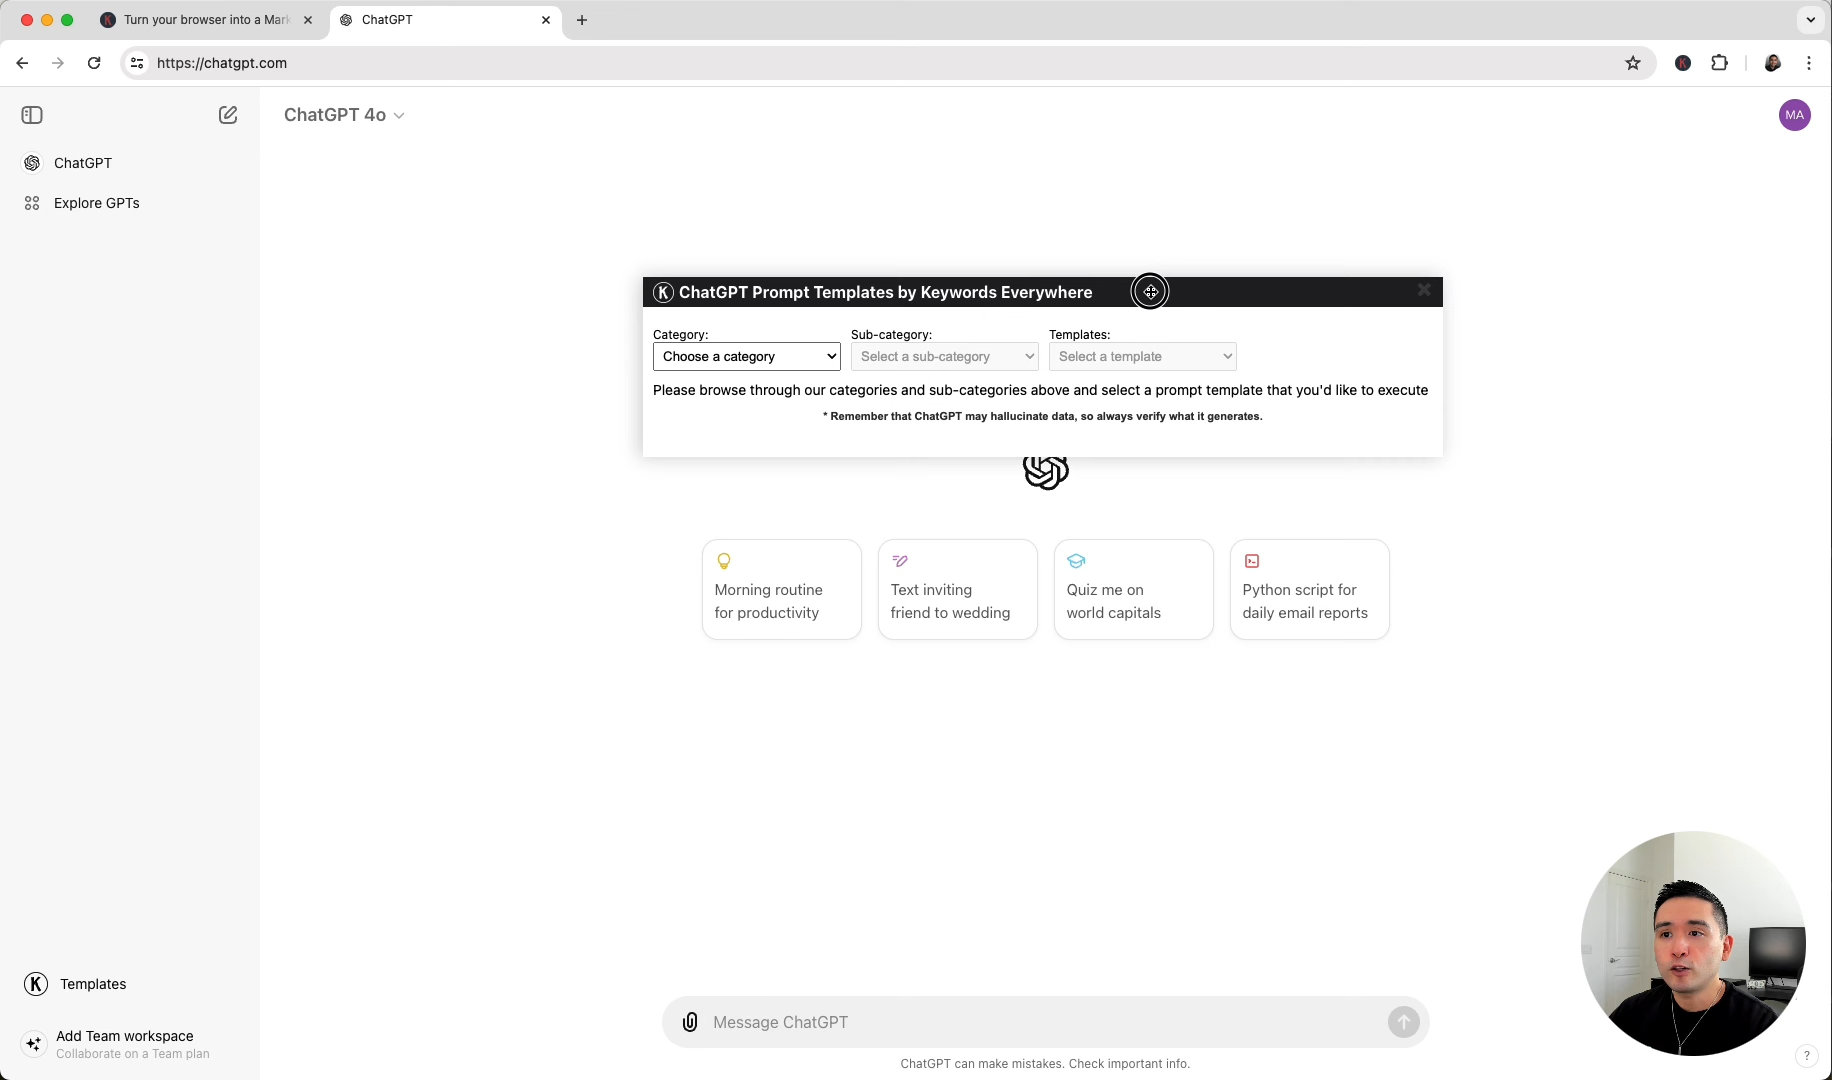 Turn your browser into a Mark
ChatGPT
https://chatgpt.com
ChatGPT 4o
MA
ChatGPT
Explore GPTs
K ChatGPT Prompt Templates by Keywords Everywhere
Category:
Sub-category:
Templates:
Choose a category
Select a sub-category
Select a template
Please browse through our categories and sub-categories above and select a prompt template that you'd like to execute
* Remember that ChatGPT may hallucinate data, so always verify what it generates.
Morning routine
for productivity
Text inviting
friend to wedding
Quiz me on
world capitals
Python script for
daily email reports
K Templates
Add Team workspace
Collaborate on a Team plan
Message ChatGPT
ChatGPT can make mistakes. Check important info.
?